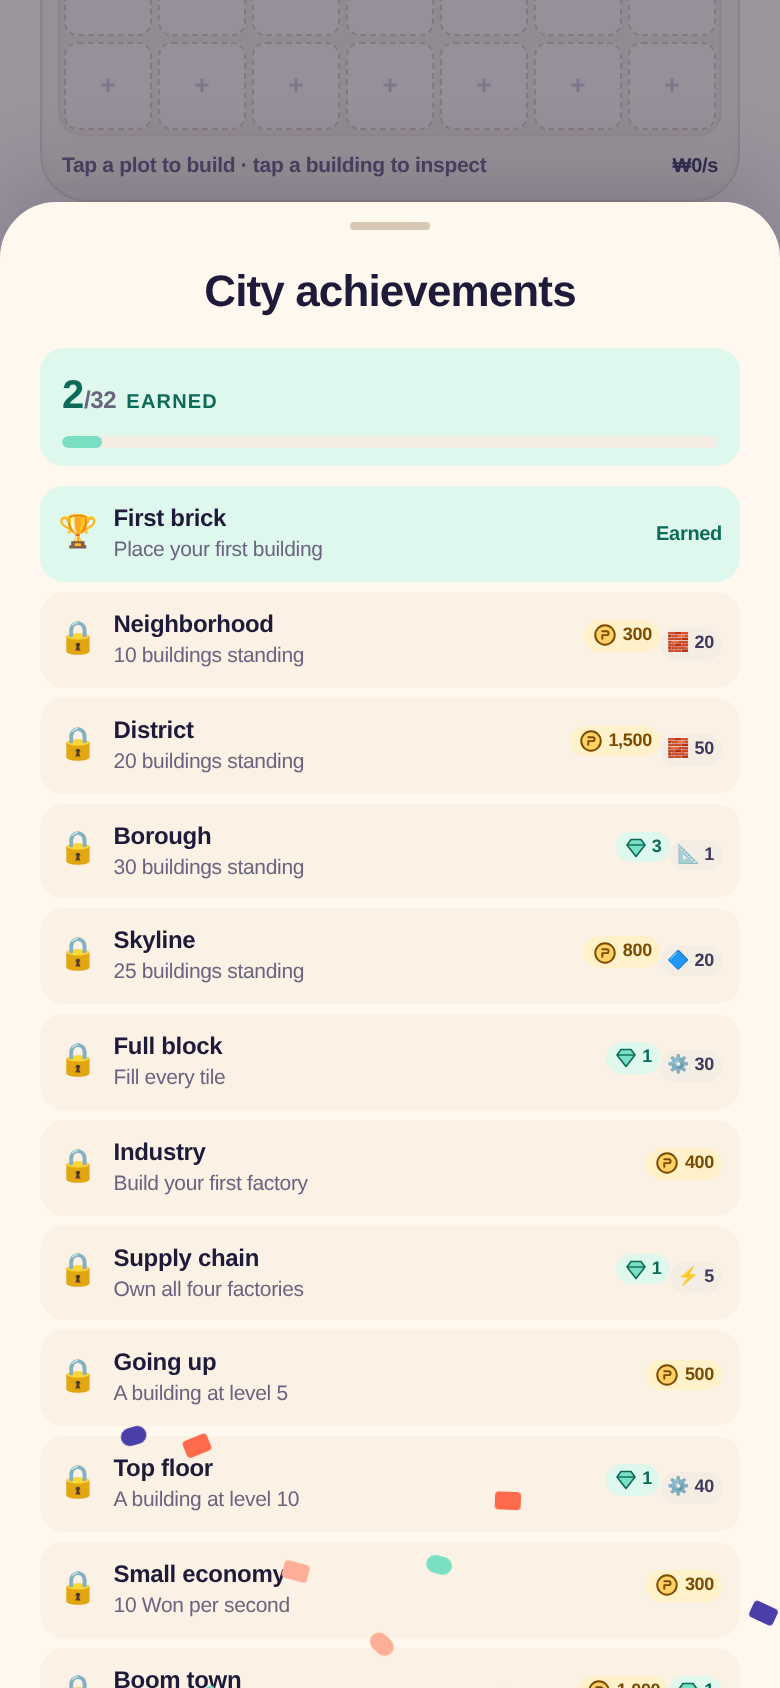 + + + + + + +
Tap a plot to build · tap a building to inspect ₩0/s
City achievements
2/32 EARNED
First brick
Place your first building
Earned
Neighborhood
10 buildings standing
300 20
District
20 buildings standing
1,500 50
Borough
30 buildings standing
3 1
Skyline
25 buildings standing
800 20
Full block
Fill every tile
1 30
Industry
Build your first factory
400
Supply chain
Own all four factories
1 5
Going up
A building at level 5
500
Top floor
A building at level 10
1 40
Small economy
10 Won per second
300
Boom town
1,000 1